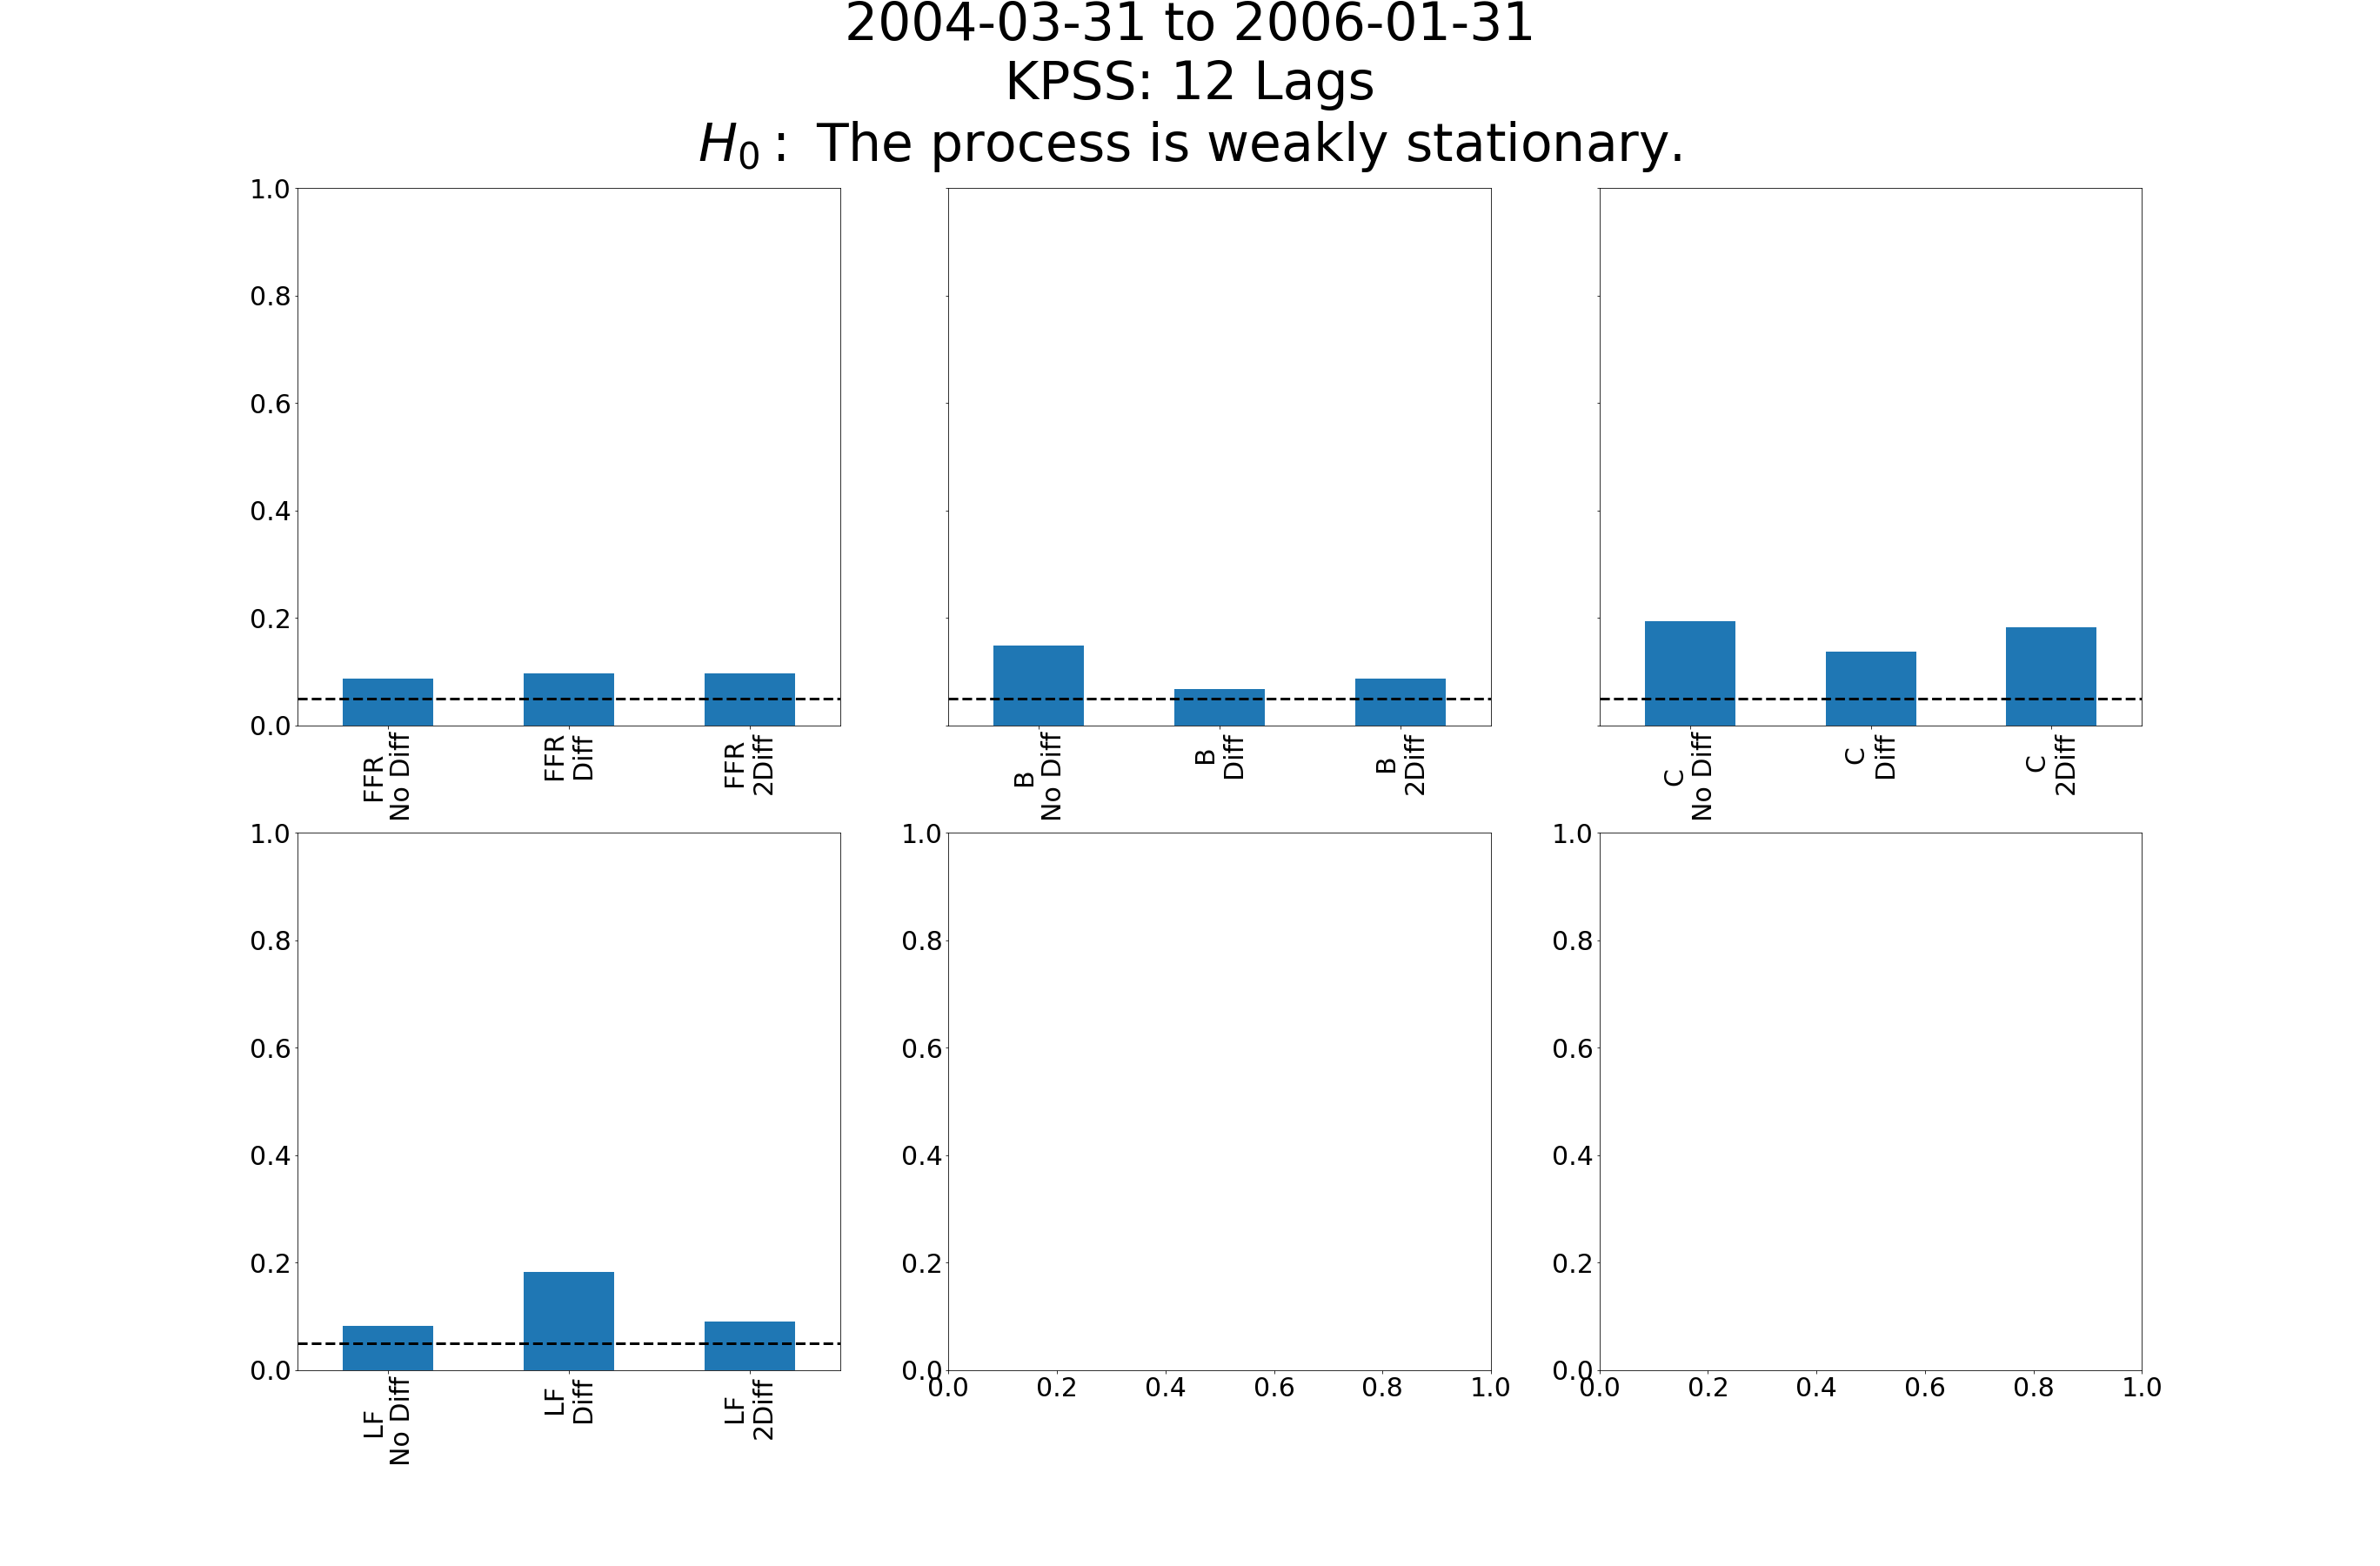 2004-03-31 to 2006-01-31
KPSS: 12 Lags
H0 : The process is weakly stationary.
1.0
0.8
0.6
0.4
0.2
0.0
FFR
No Diff
FFR
Diff
FFR
2Diff
B
No Diff
B
Diff
B
2Diff
C
No Diff
C
Diff
C
2Diff
1.0
0.8
0.6
0.4
0.2
0.0
LF
No Diff
LF
Diff
LF
2Diff
1.0
0.8
0.6
0.4
0.2
0.0
0.0 0.2 0.4 0.6 0.8 1.0
1.0
0.8
0.6
0.4
0.2
0.0
0.0 0.2 0.4 0.6 0.8 1.0